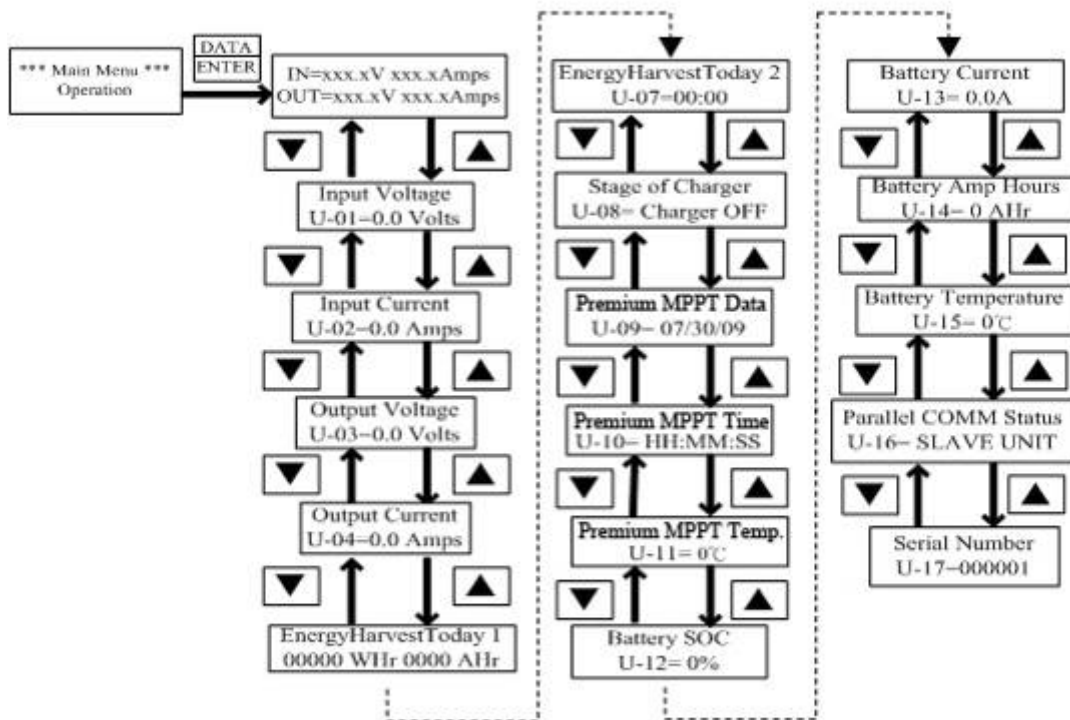 *** Main Menu ***
Operation
DATA
ENTER
IN=xxx.xV xxx.xAmps
OUT=xxx.xV xxx.xAmps
Input Voltage
U-01=0.0 Volts
Input Current
U-02=0.0 Amps
Output Voltage
U-03=0.0 Volts
Output Current
U-04=0.0 Amps
EnergyHarvestToday 1
00000 WHr 0000 AHr
EnergyHarvestToday 2
U-07=00:00
Stage of Charger
U-08= Charger OFF
Premium MPPT Data
U-09= 07/30/09
Premium MPPT Time
U-10= HH:MM:SS
Premium MPPT Temp.
U-11= 0℃
Battery SOC
U-12= 0%
Battery Current
U-13= 0.0A
Battery Amp Hours
U-14= 0 AHr
Battery Temperature
U-15= 0℃
Parallel COMM Status
U-16= SLAVE UNIT
Serial Number
U-17=000001